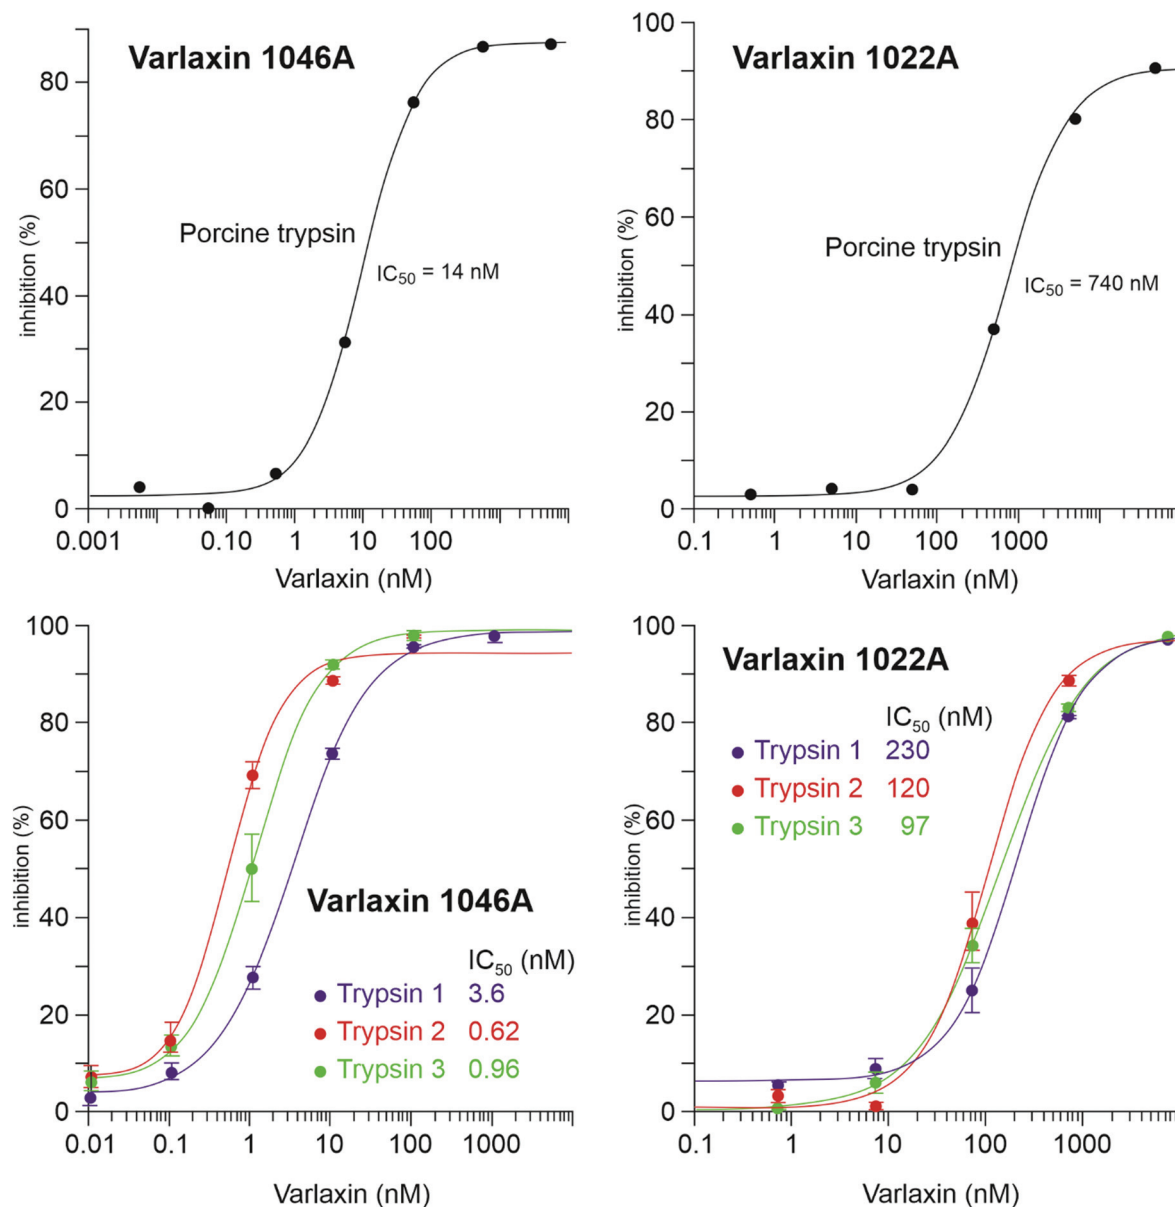 Varlaxin 1046A
80
60
40
20
0
inhibition (%)
Porcine trypsin
IC50 = 14 nM
0.001 0.10 1 10 100
Varlaxin (nM)
Varlaxin 1022A
100
80
60
40
20
0
inhibition (%)
Porcine trypsin
IC50 = 740 nM
0.1 1 10 100 1000
Varlaxin (nM)
100
80
60
40
20
0
inhibition (%)
Varlaxin 1046A
IC50 (nM)
Trypsin 1 3.6
Trypsin 2 0.62
Trypsin 3 0.96
0.01 0.1 1 10 100 1000
Varlaxin (nM)
100
80
60
40
20
0
inhibition (%)
Varlaxin 1022A
IC50 (nM)
Trypsin 1 230
Trypsin 2 120
Trypsin 3 97
0.1 1 10 100 1000
Varlaxin (nM)